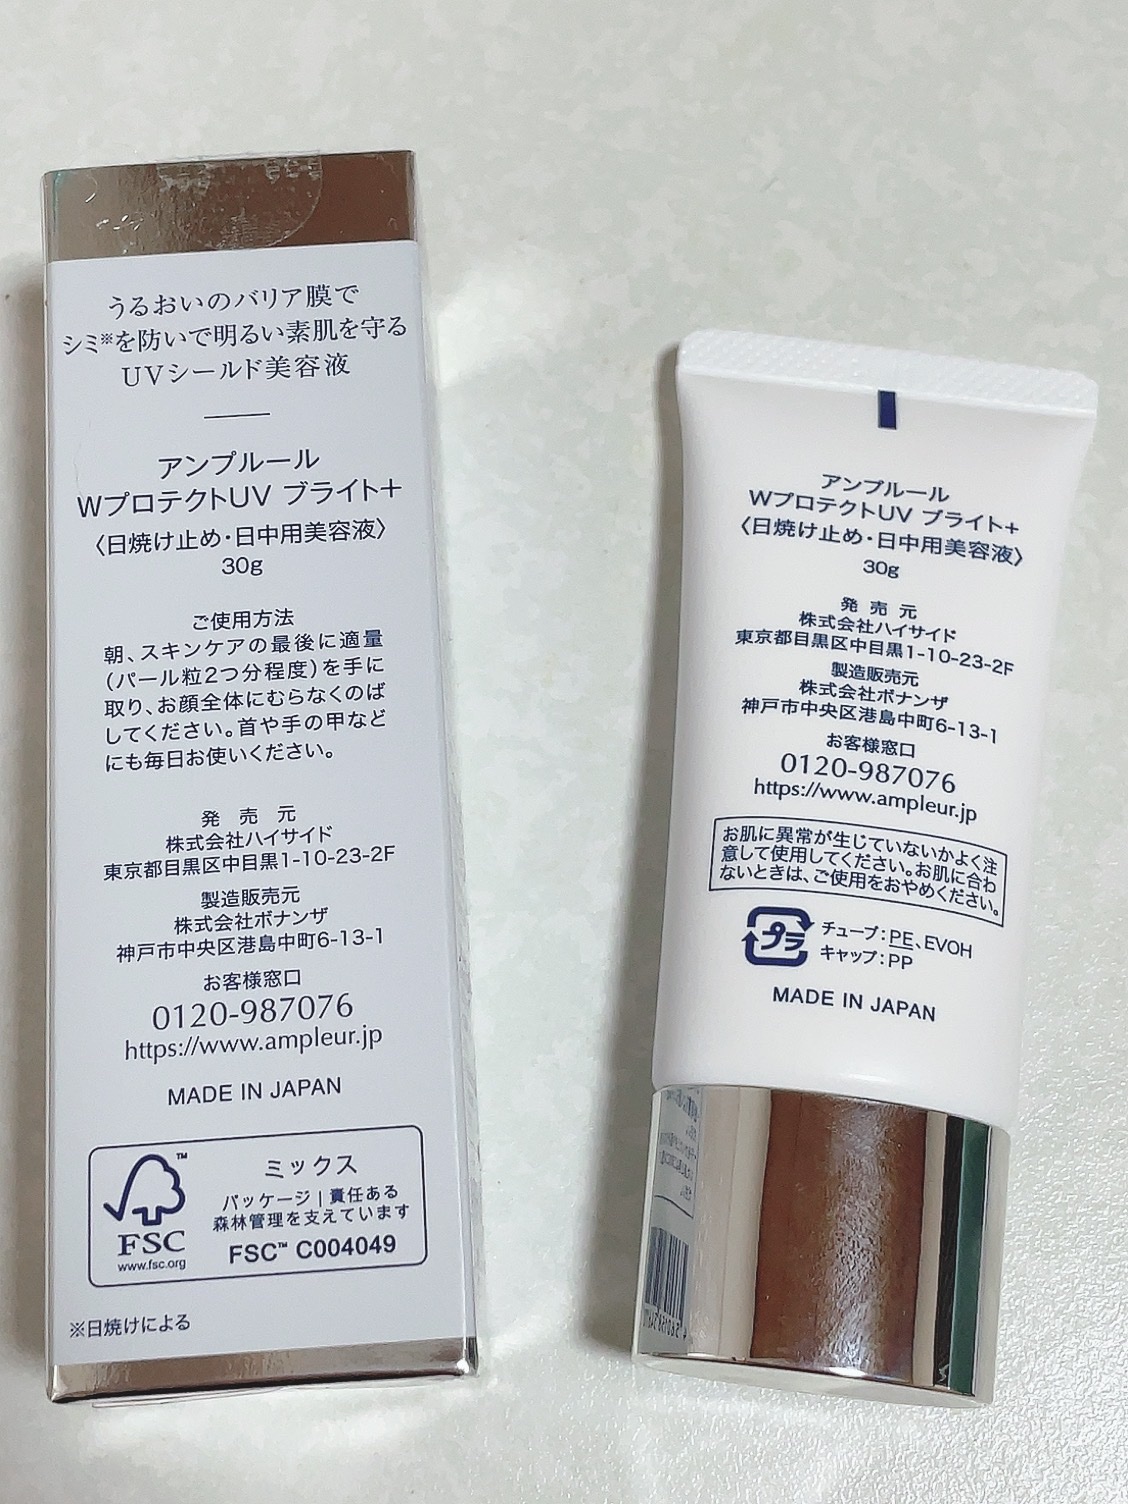 うるおいのバリア膜で
シミ※を防いで明るい素肌を守る
UVシールド美容液
アンプルール
WプロテクトUV ブライト＋
〈日焼け止め・日中用美容液〉
30g
ご使用方法
朝、スキンケアの最後に適量
（パール粒2つ分程度）を手に
取り、お顔全体にむらなくのば
してください。首や手の甲など
にも毎日お使いください。
発 売 元
株式会社ハイサイド
東京都目黒区中目黒1-10-23-2F
製造販売元
株式会社ボナンザ
神戸市中央区港島中町6-13-1
お客様窓口
0120-987076
https://www.ampleur.jp
MADE IN JAPAN
FSC™
www.fsc.org
ミックス
パッケージ｜責任ある
森林管理を支えています
FSC™ C004049
※日焼けによる
アンプルール
WプロテクトUV ブライト＋
〈日焼け止め・日中用美容液〉
30g
発 売 元
株式会社ハイサイド
東京都目黒区中目黒1-10-23-2F
製造販売元
株式会社ボナンザ
神戸市中央区港島中町6-13-1
お客様窓口
0120-987076
https://www.ampleur.jp
お肌に異常が生じていないかよく注
意して使用してください。お肌に合わ
ないときは、ご使用をおやめください。
プラ
チューブ：PE、EVOH
キャップ：PP
MADE IN JAPAN